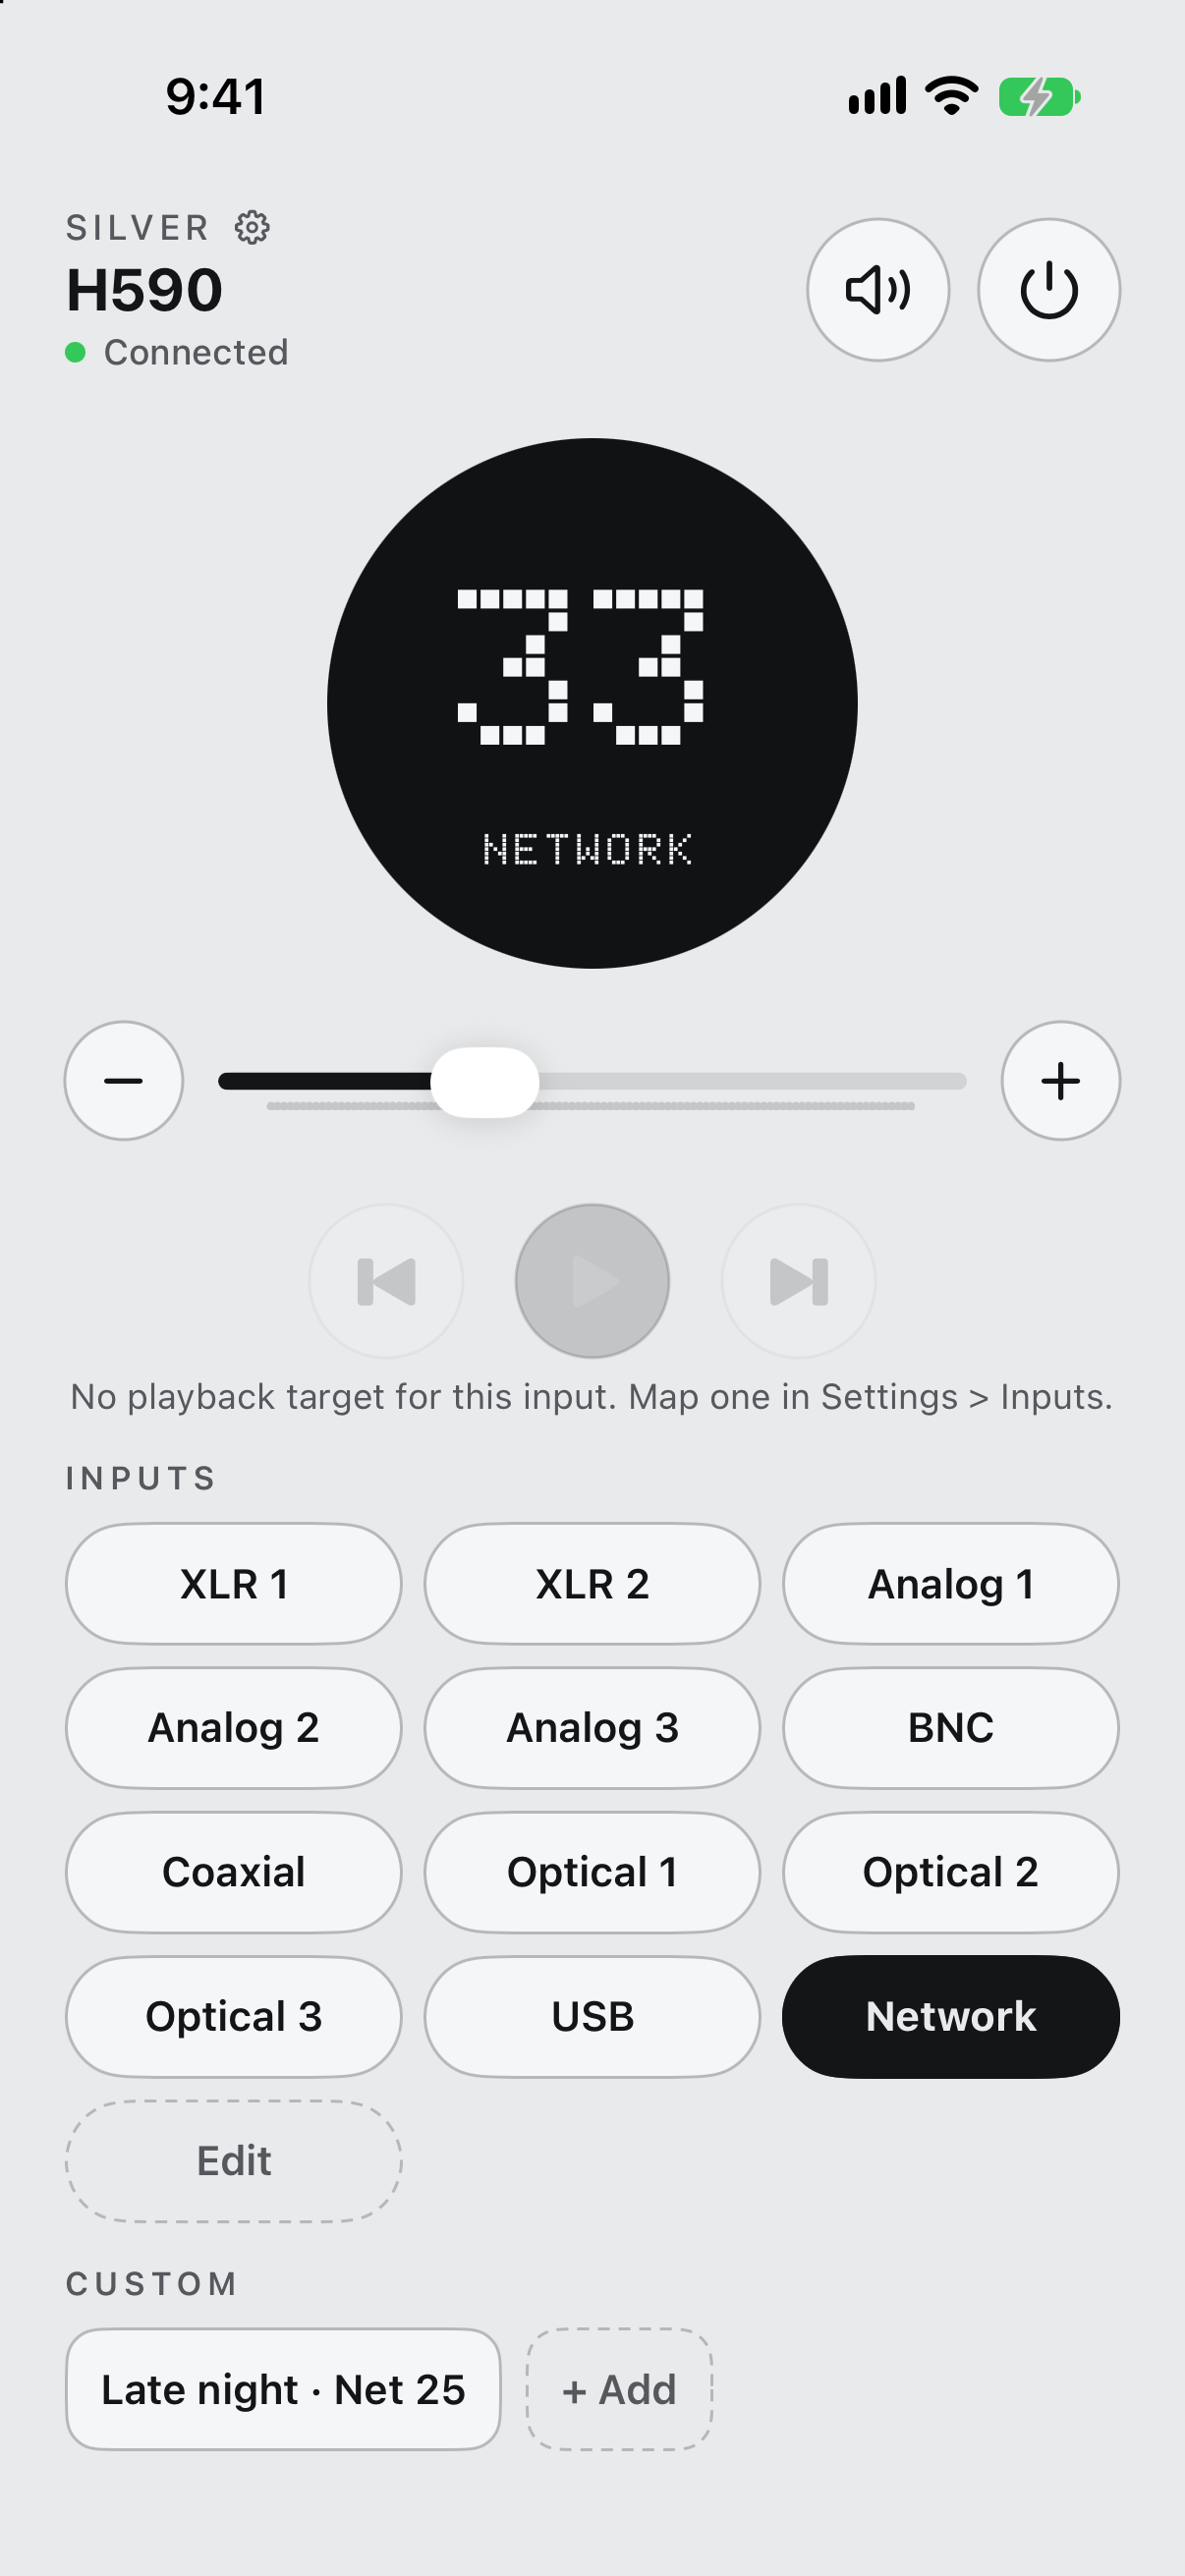 9:41
SILVER
H590
Connected
33
NETWORK
No playback target for this input. Map one in Settings > Inputs.
INPUTS
XLR 1 XLR 2 Analog 1
Analog 2 Analog 3 BNC
Coaxial Optical 1 Optical 2
Optical 3 USB Network
Edit
CUSTOM
Late night · Net 25 + Add